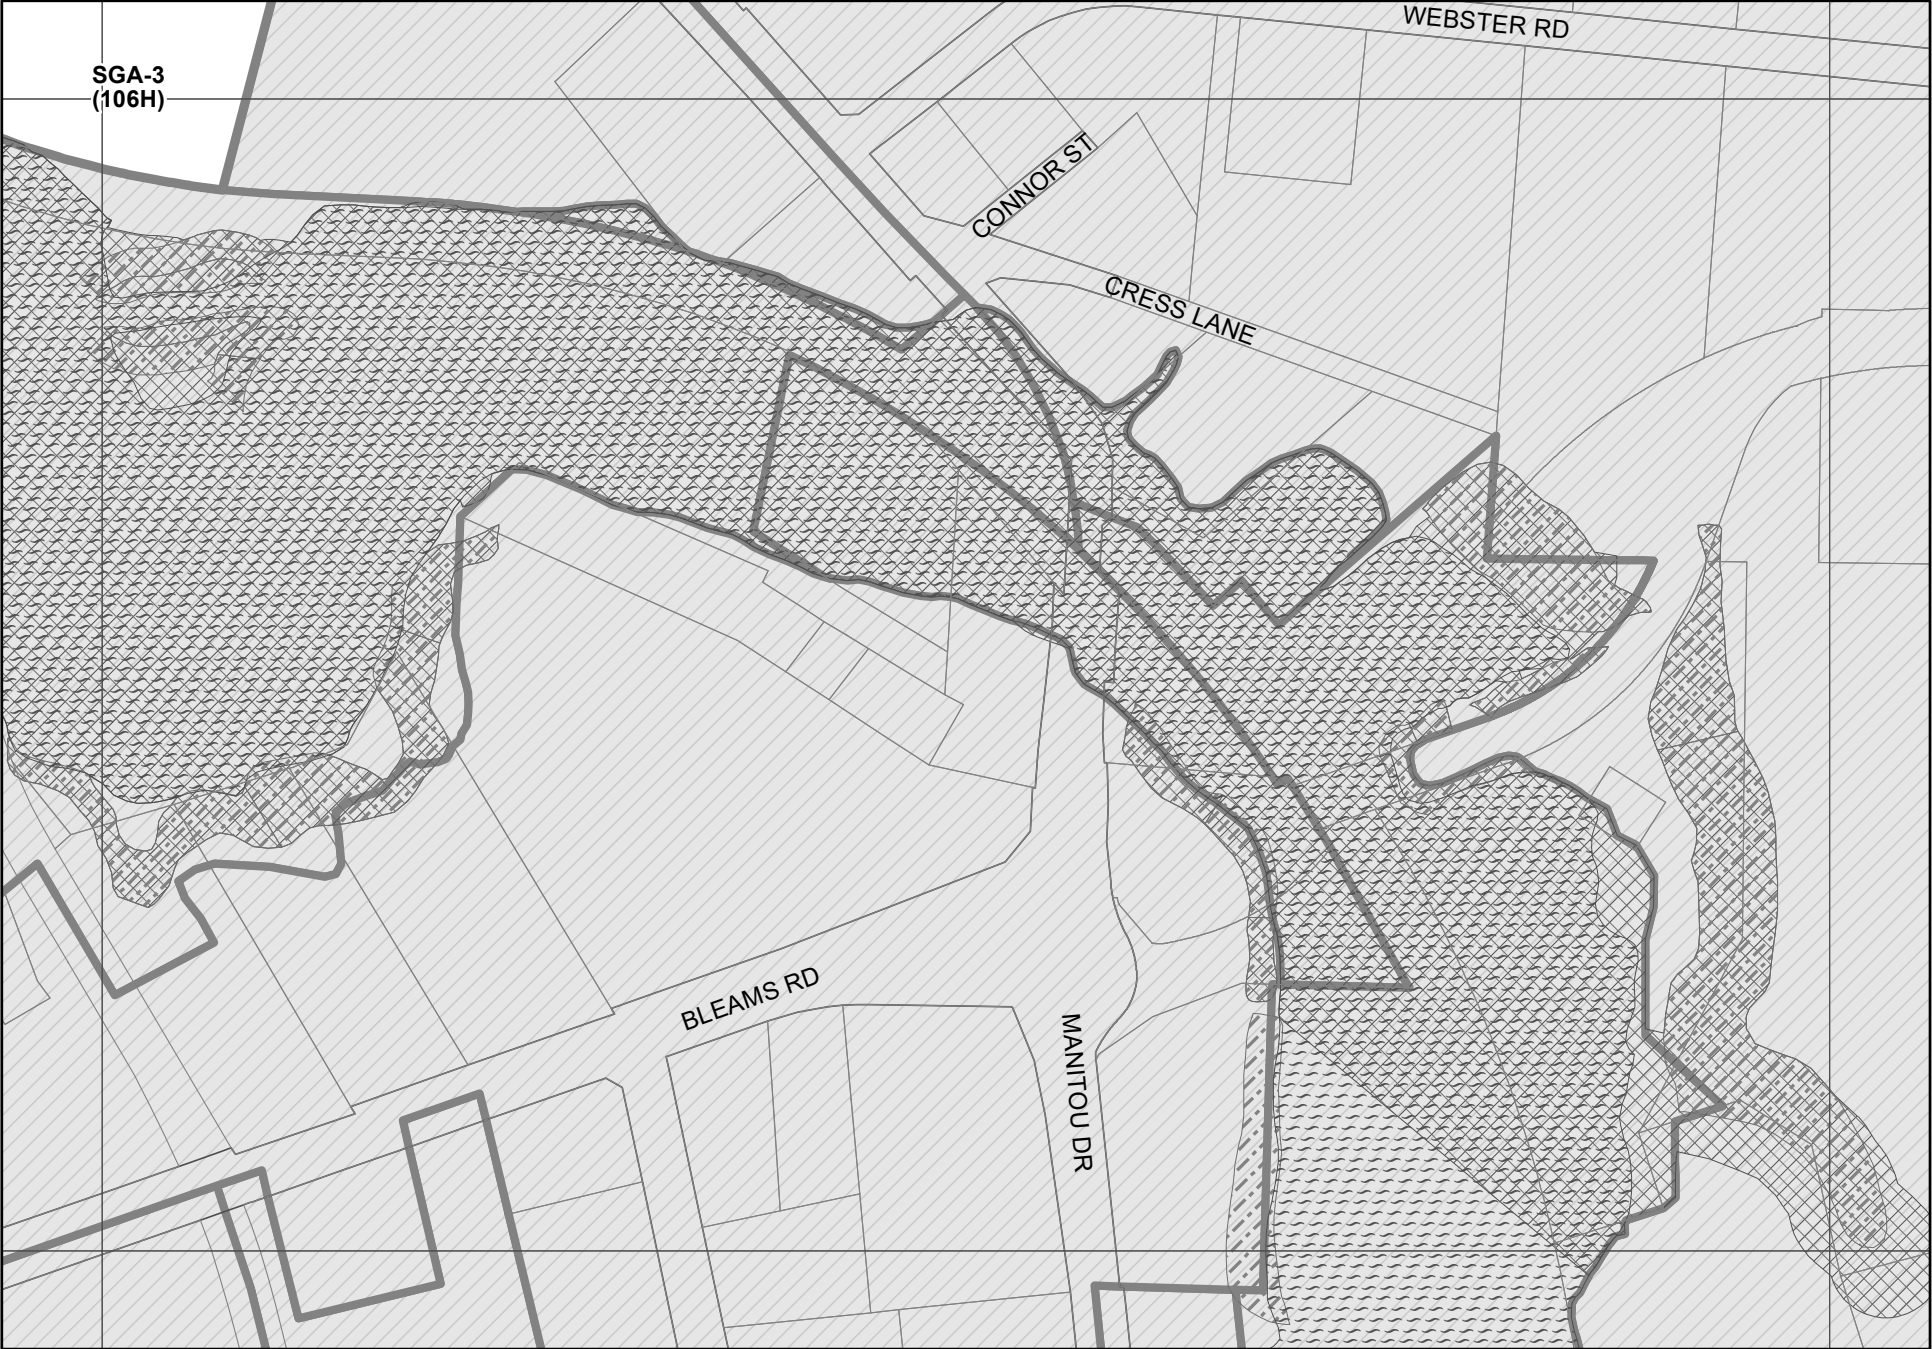 WEBSTER RD
SGA-3
(106H)
CONNOR ST
CRESS LANE
BLEAMS RD
MANITOU DR